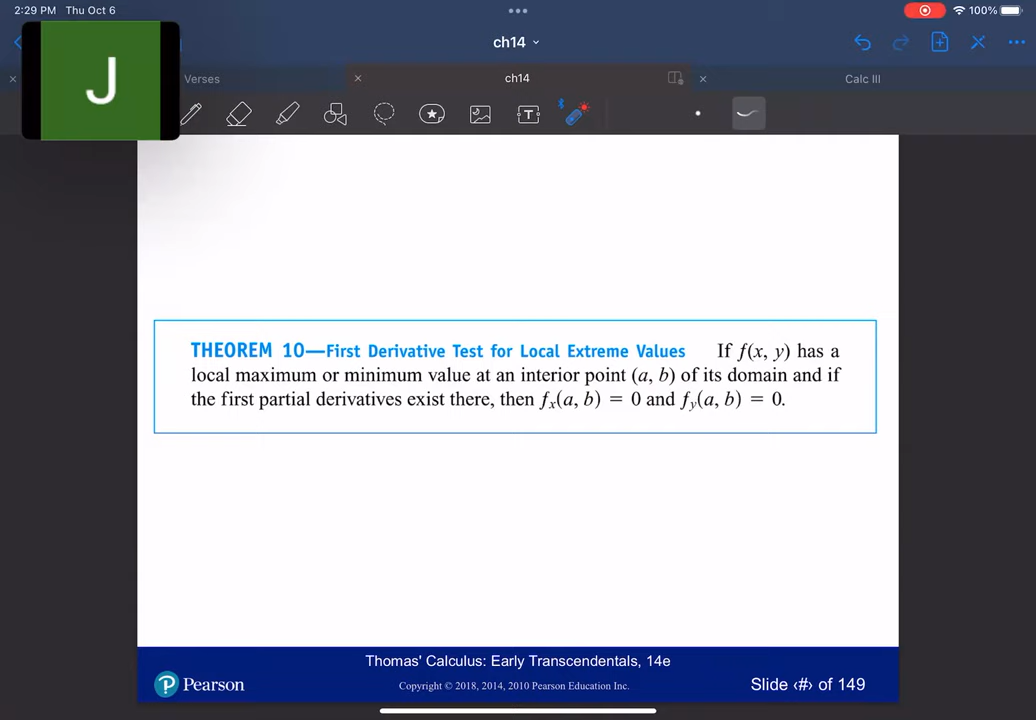 2:29 PM Thu Oct 6
100%
ch14
J
Verses
ch14
Calc III
T
THEOREM 10—First Derivative Test for Local Extreme Values If f(x, y) has a
local maximum or minimum value at an interior point (a, b) of its domain and if
the first partial derivatives exist there, then fx(a, b) = 0 and fy(a, b) = 0.
Thomas' Calculus: Early Transcendentals, 14e
P Pearson
Copyright © 2018, 2014, 2010 Pearson Education Inc.
Slide ‹#› of 149